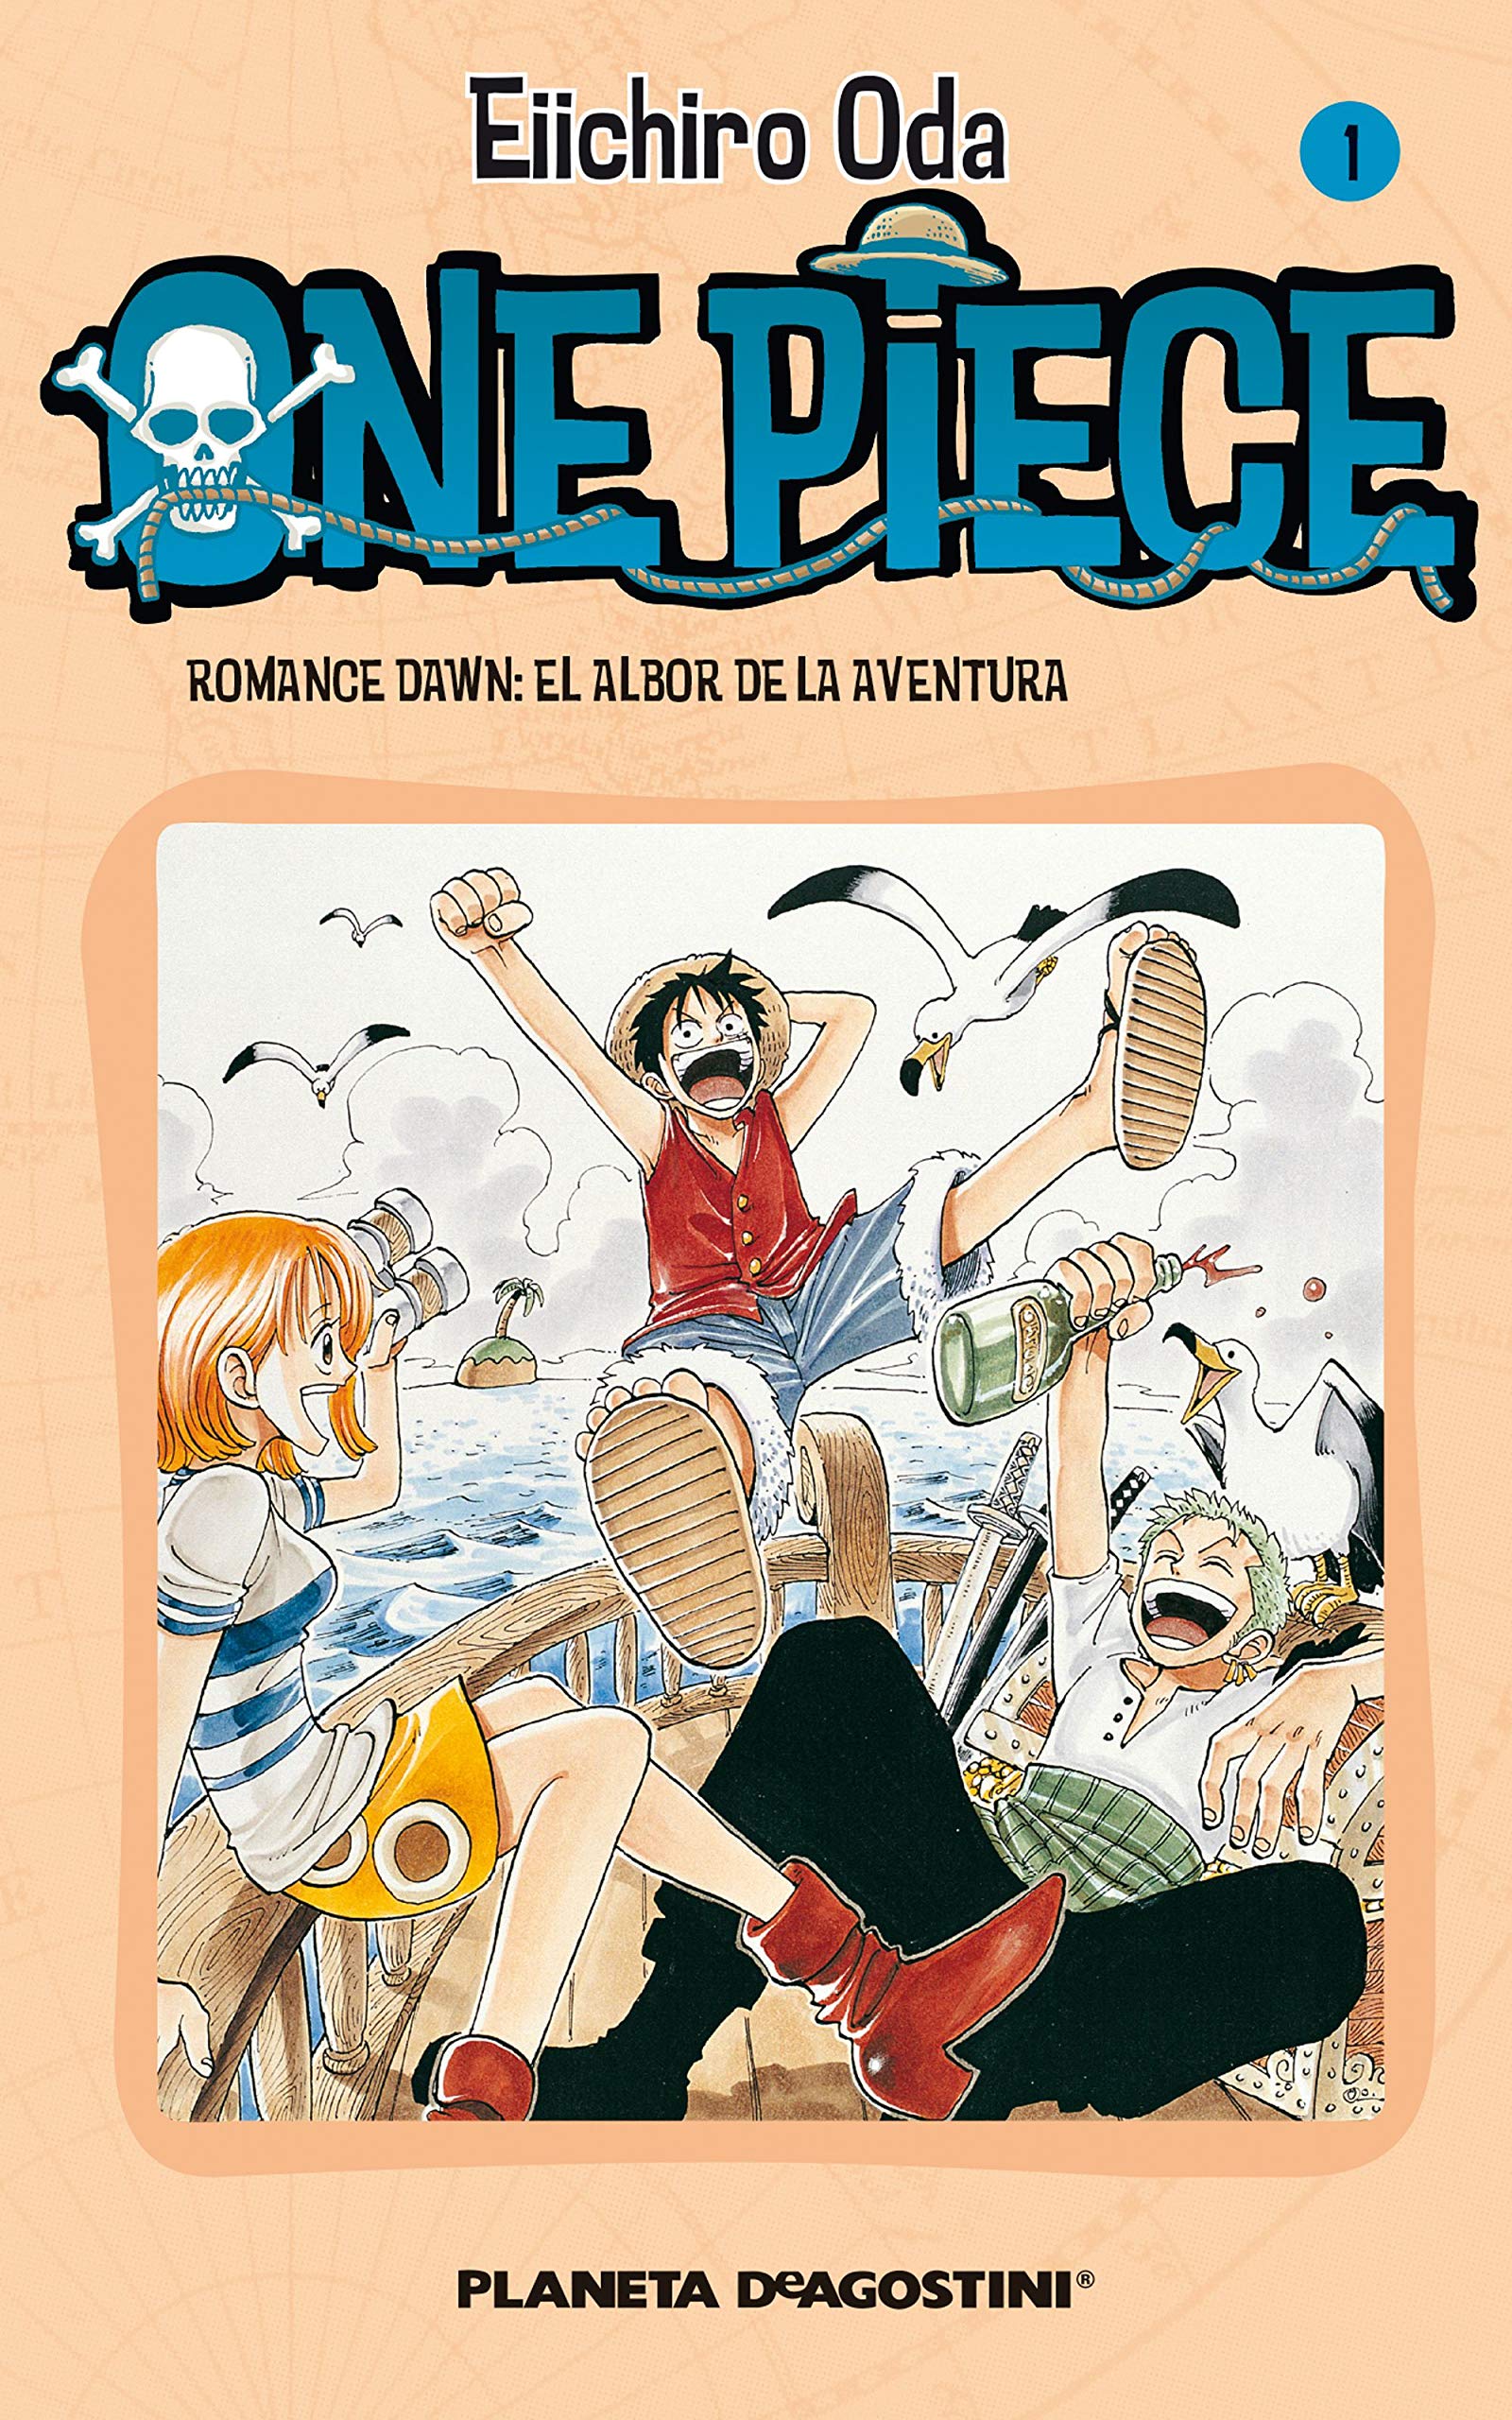 Eiichiro Oda
1
ONE PIECE
ROMANCE DAWN: EL ALBOR DE LA AVENTURA
PLANETA DeAGOSTINI®